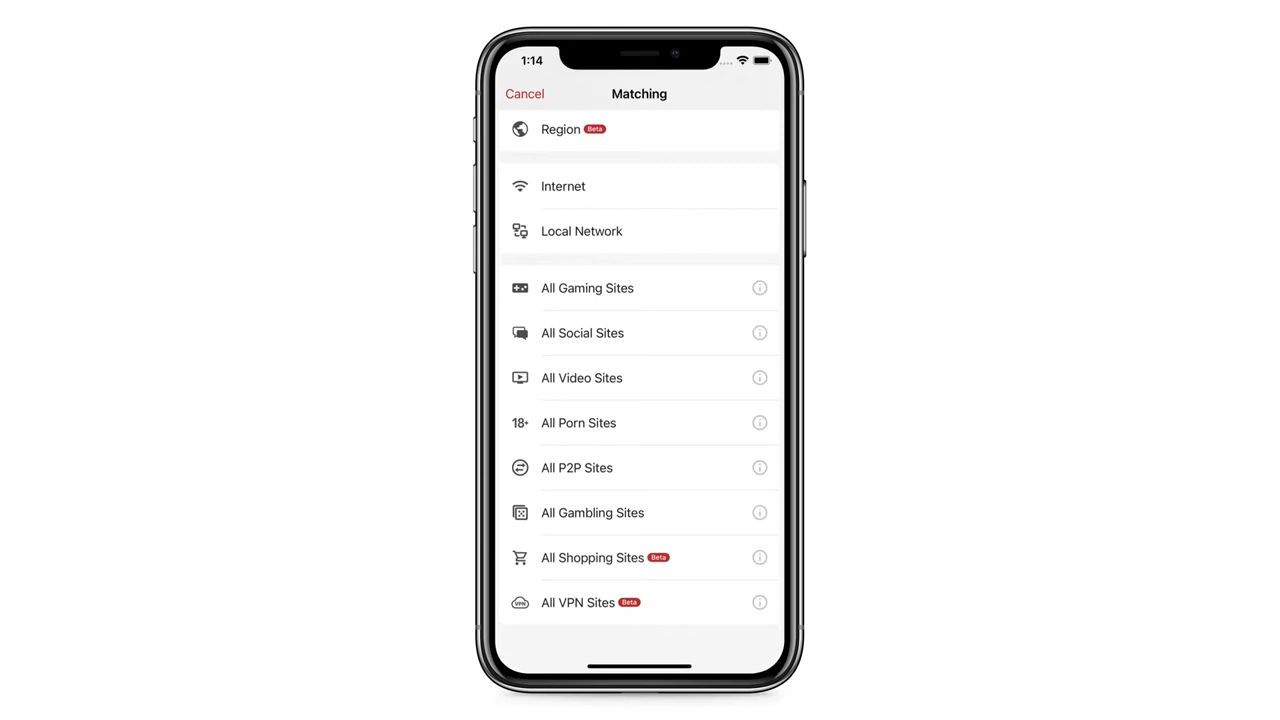 1:14
Cancel
Matching
Region Beta
Internet
Local Network
All Gaming Sites
All Social Sites
All Video Sites
18+ All Porn Sites
All P2P Sites
All Gambling Sites
All Shopping Sites Beta
VPN All VPN Sites Beta